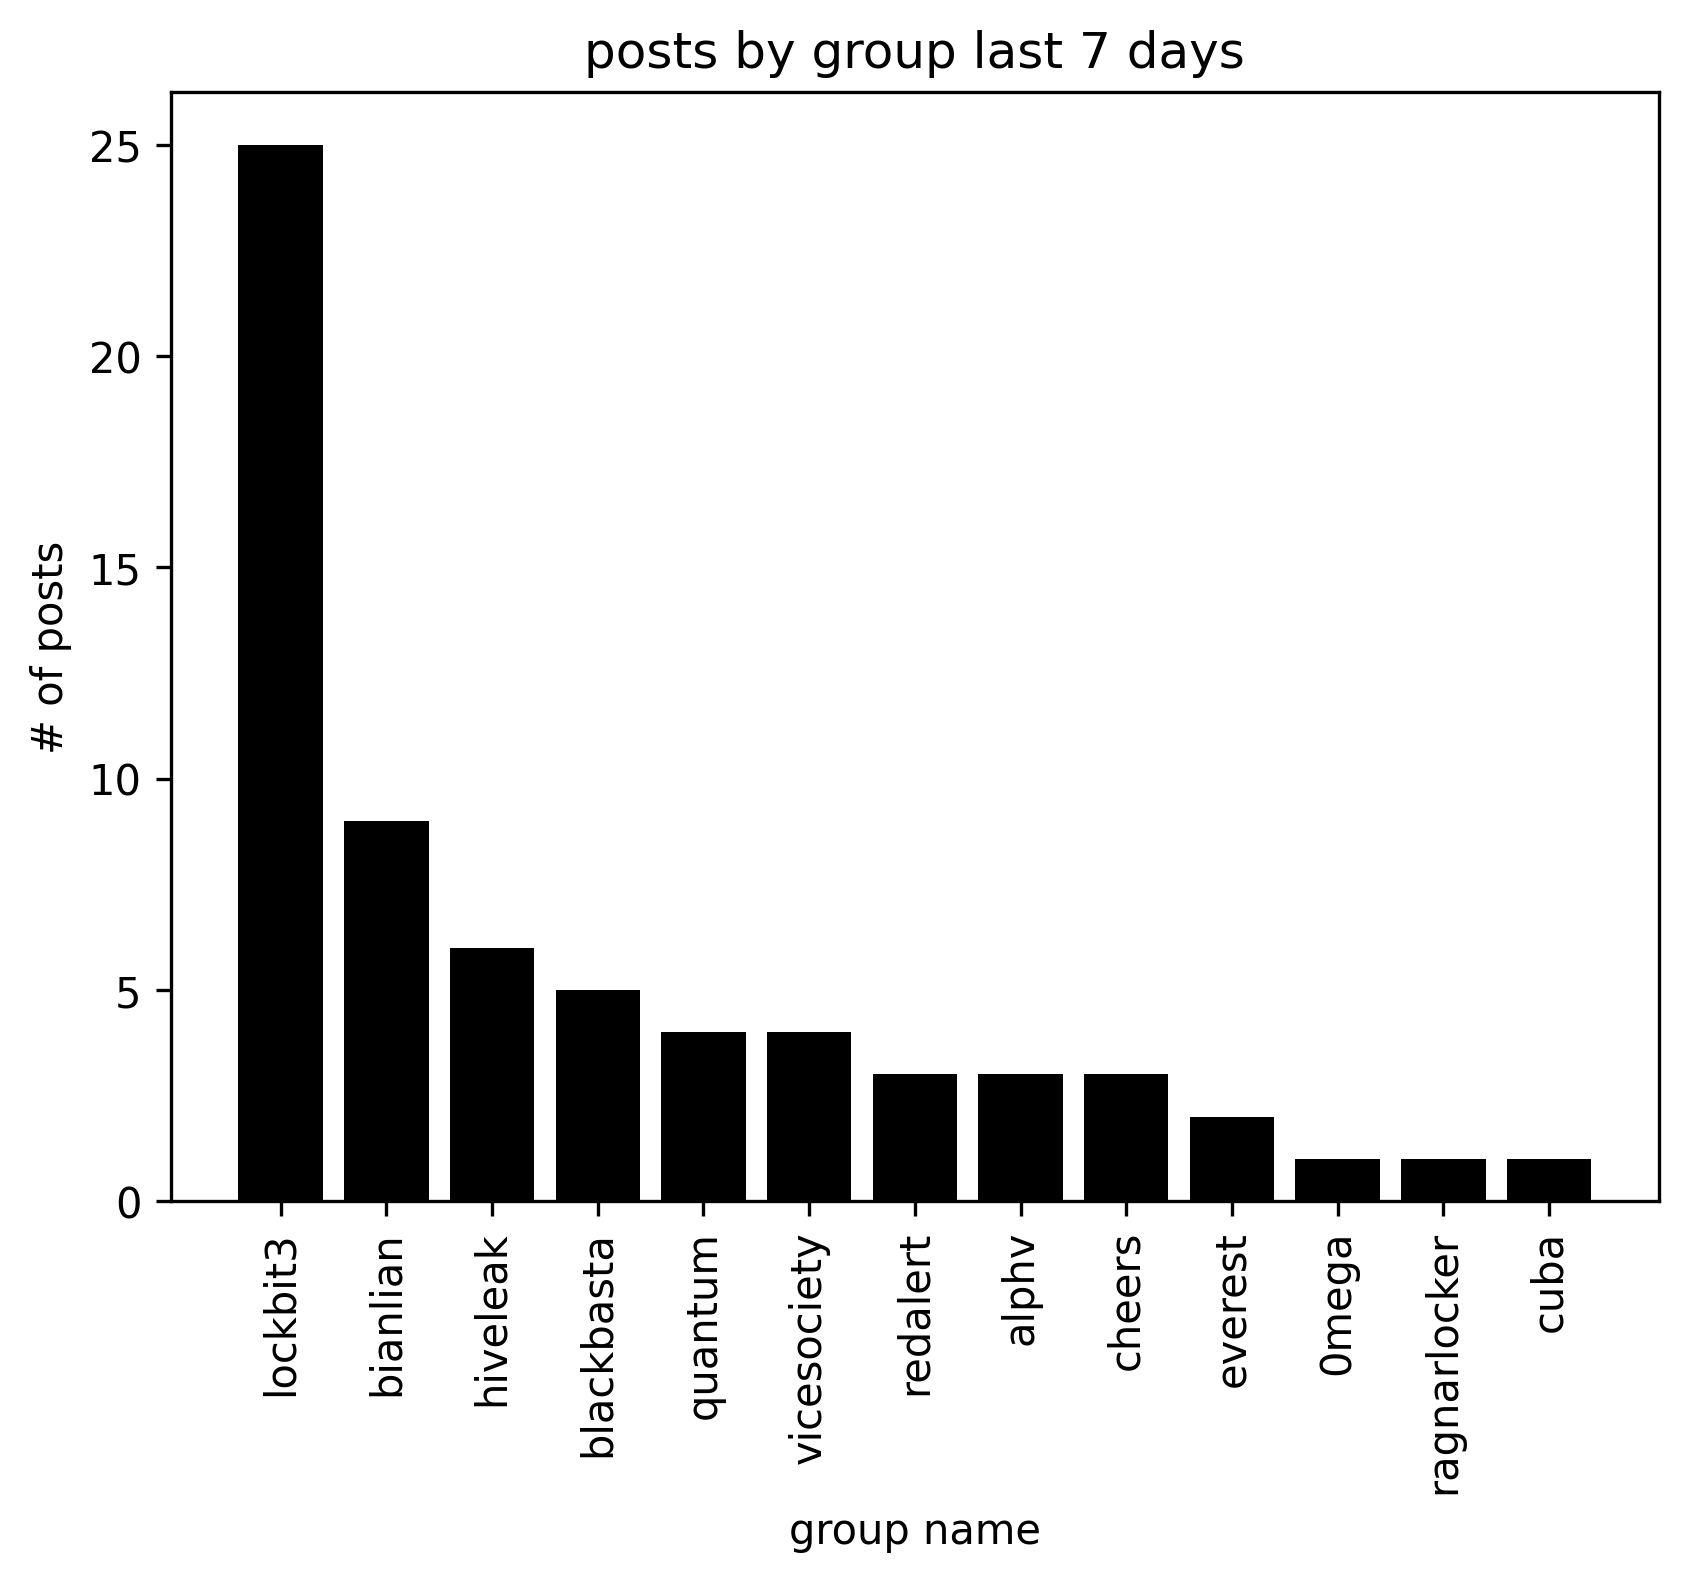 posts by group last 7 days
# of posts
25
20
15
10
5
0
lockbit3
bianlian
hiveleak
blackbasta
quantum
vicesociety
redalert
alphv
cheers
everest
0mega
ragnarlocker
cuba
group name